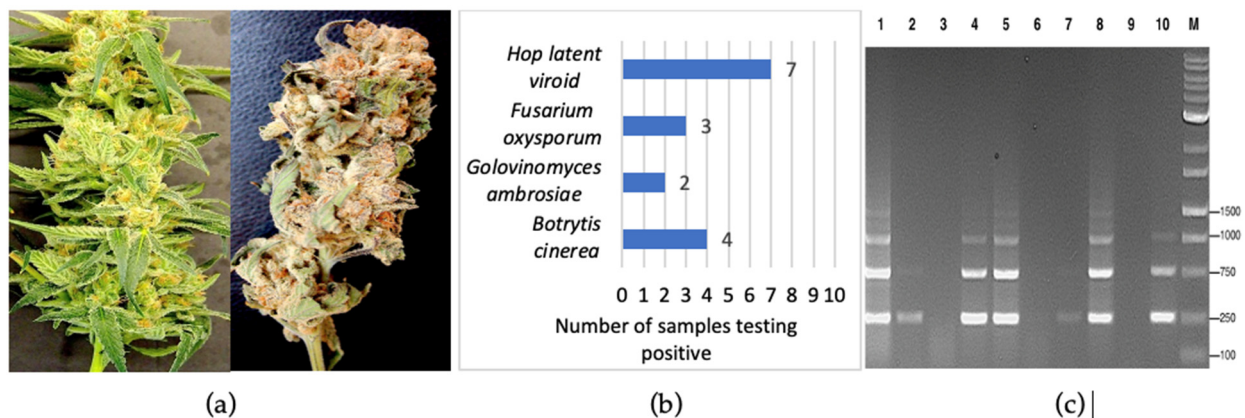 Hop latent
viroid
7
Fusarium
oxysporum
3
Golovinomyces
ambrosiae
2
Botrytis
cinerea
4
0 1 2 3 4 5 6 7 8 9 10
Number of samples testing
positive
1 2 3 4 5 6 7 8 9 10 M
1500
1000
750
250
100
(a) (b) (c)